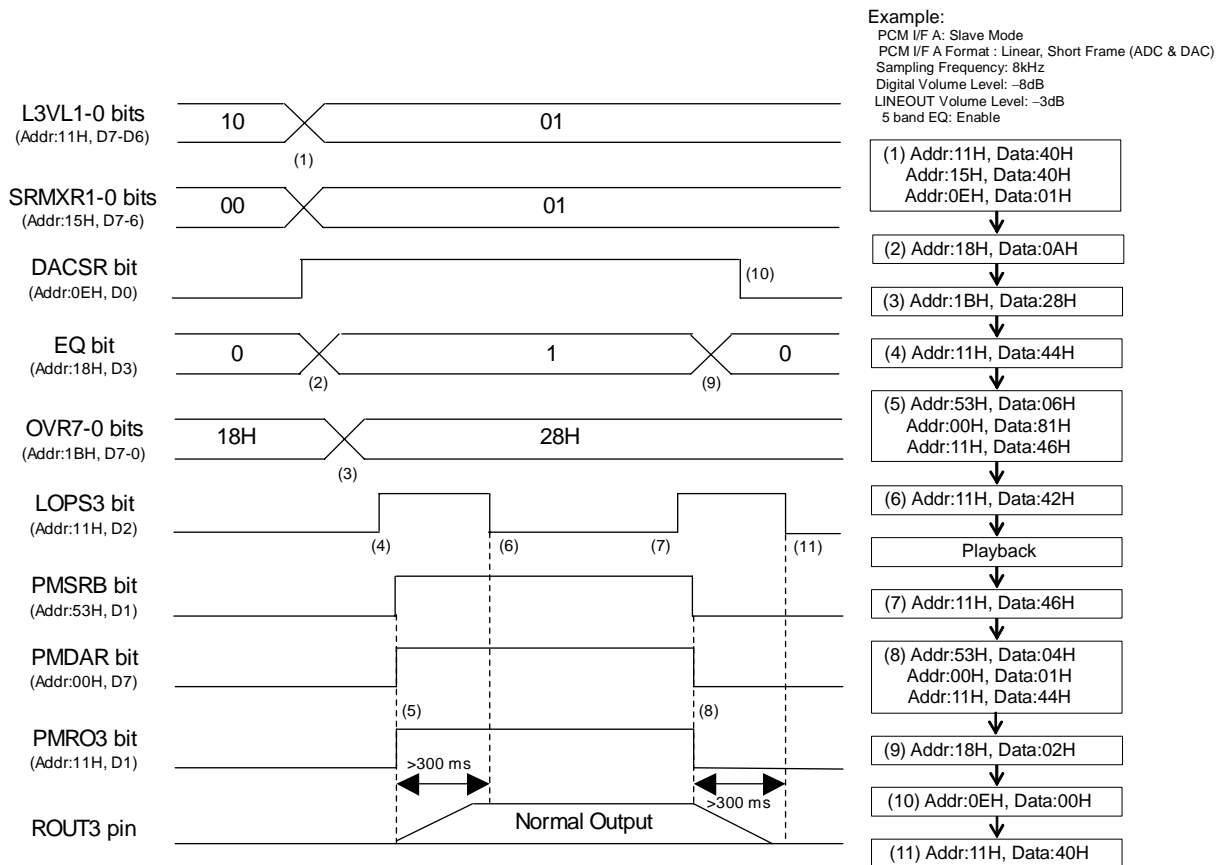 Example:
PCM I/F A: Slave Mode
PCM I/F A Format : Linear, Short Frame (ADC & DAC)
Sampling Frequency: 8kHz
Digital Volume Level: –8dB
LINEOUT Volume Level: –3dB
5 band EQ: Enable
L3VL1-0 bits
(Addr:11H, D7-D6)
10
01
(1)
SRMXR1-0 bits
(Addr:15H, D7-6)
00
01
DACSR bit
(Addr:0EH, D0)
(10)
EQ bit
(Addr:18H, D3)
0
1
0
(2)
(9)
OVR7-0 bits
(Addr:1BH, D7-0)
18H
28H
(3)
LOPS3 bit
(Addr:11H, D2)
(4)
(6)
(7)
(11)
PMSRB bit
(Addr:53H, D1)
PMDAR bit
(Addr:00H, D7)
(5)
(8)
PMRO3 bit
(Addr:11H, D1)
>300 ms
>300 ms
ROUT3 pin
Normal Output
(1) Addr:11H, Data:40H
Addr:15H, Data:40H
Addr:0EH, Data:01H
(2) Addr:18H, Data:0AH
(3) Addr:1BH, Data:28H
(4) Addr:11H, Data:44H
(5) Addr:53H, Data:06H
Addr:00H, Data:81H
Addr:11H, Data:46H
(6) Addr:11H, Data:42H
Playback
(7) Addr:11H, Data:46H
(8) Addr:53H, Data:04H
Addr:00H, Data:01H
Addr:11H, Data:44H
(9) Addr:18H, Data:02H
(10) Addr:0EH, Data:00H
(11) Addr:11H, Data:40H